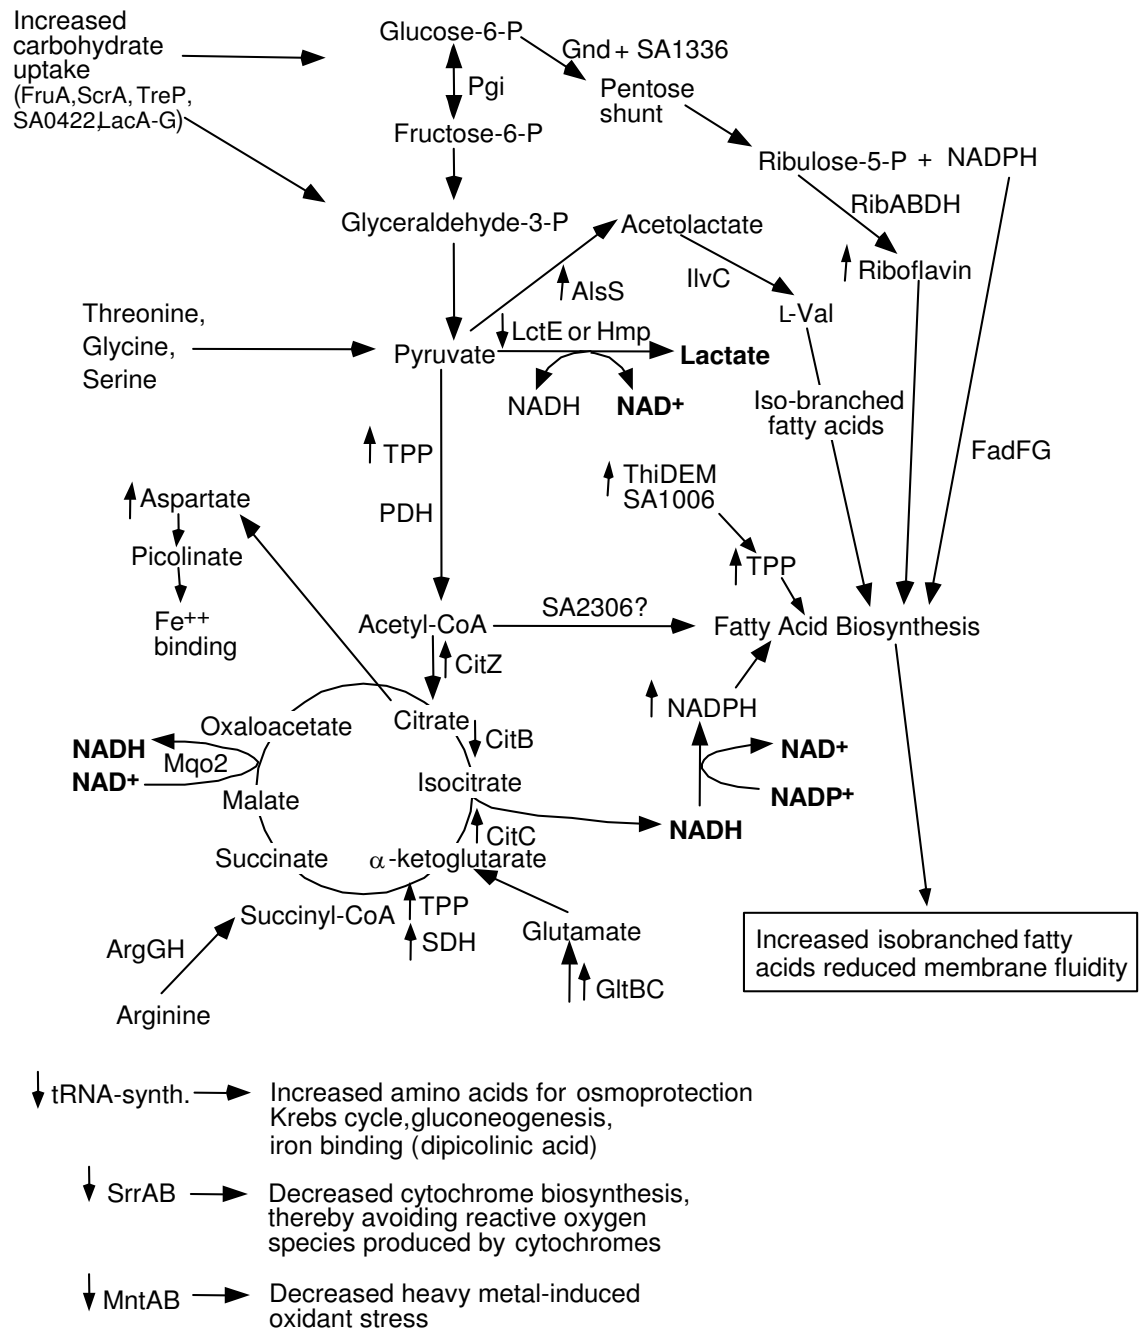 Increased
carbohydrate
uptake
(FruA,ScrA, TreP,
SA0422,LacA-G)
Glucose-6-P
Gnd + SA1336
Pgi
Pentose
shunt
Fructose-6-P
Ribulose-5-P + NADPH
RibABDH
Glyceraldehyde-3-P
Acetolactate
Riboflavin
IlvC
AlsS
L-Val
Threonine,
Glycine,
Serine
Pyruvate
LctE or Hmp
Lactate
NADH
NAD+
Iso-branched
fatty acids
FadFG
TPP
PDH
ThiDEM
SA1006
TPP
Aspartate
Picolinate
Fe++
binding
Acetyl-CoA
SA2306?
Fatty Acid Biosynthesis
CitZ
NADPH
Oxaloacetate
Citrate
CitB
NADH
Mqo2
NAD+
NAD+
NADP+
Isocitrate
Malate
NADH
CitC
Succinate
α-ketoglutarate
TPP
Succinyl-CoA
SDH
Glutamate
GltBC
ArgGH
Arginine
Increased isobranched fatty
acids reduced membrane fluidity
tRNA-synth.
Increased amino acids for osmoprotection
Krebs cycle,gluconeogenesis,
iron binding (dipicolinic acid)
SrrAB
Decreased cytochrome biosynthesis,
thereby avoiding reactive oxygen
species produced by cytochromes
MntAB
Decreased heavy metal-induced
oxidant stress